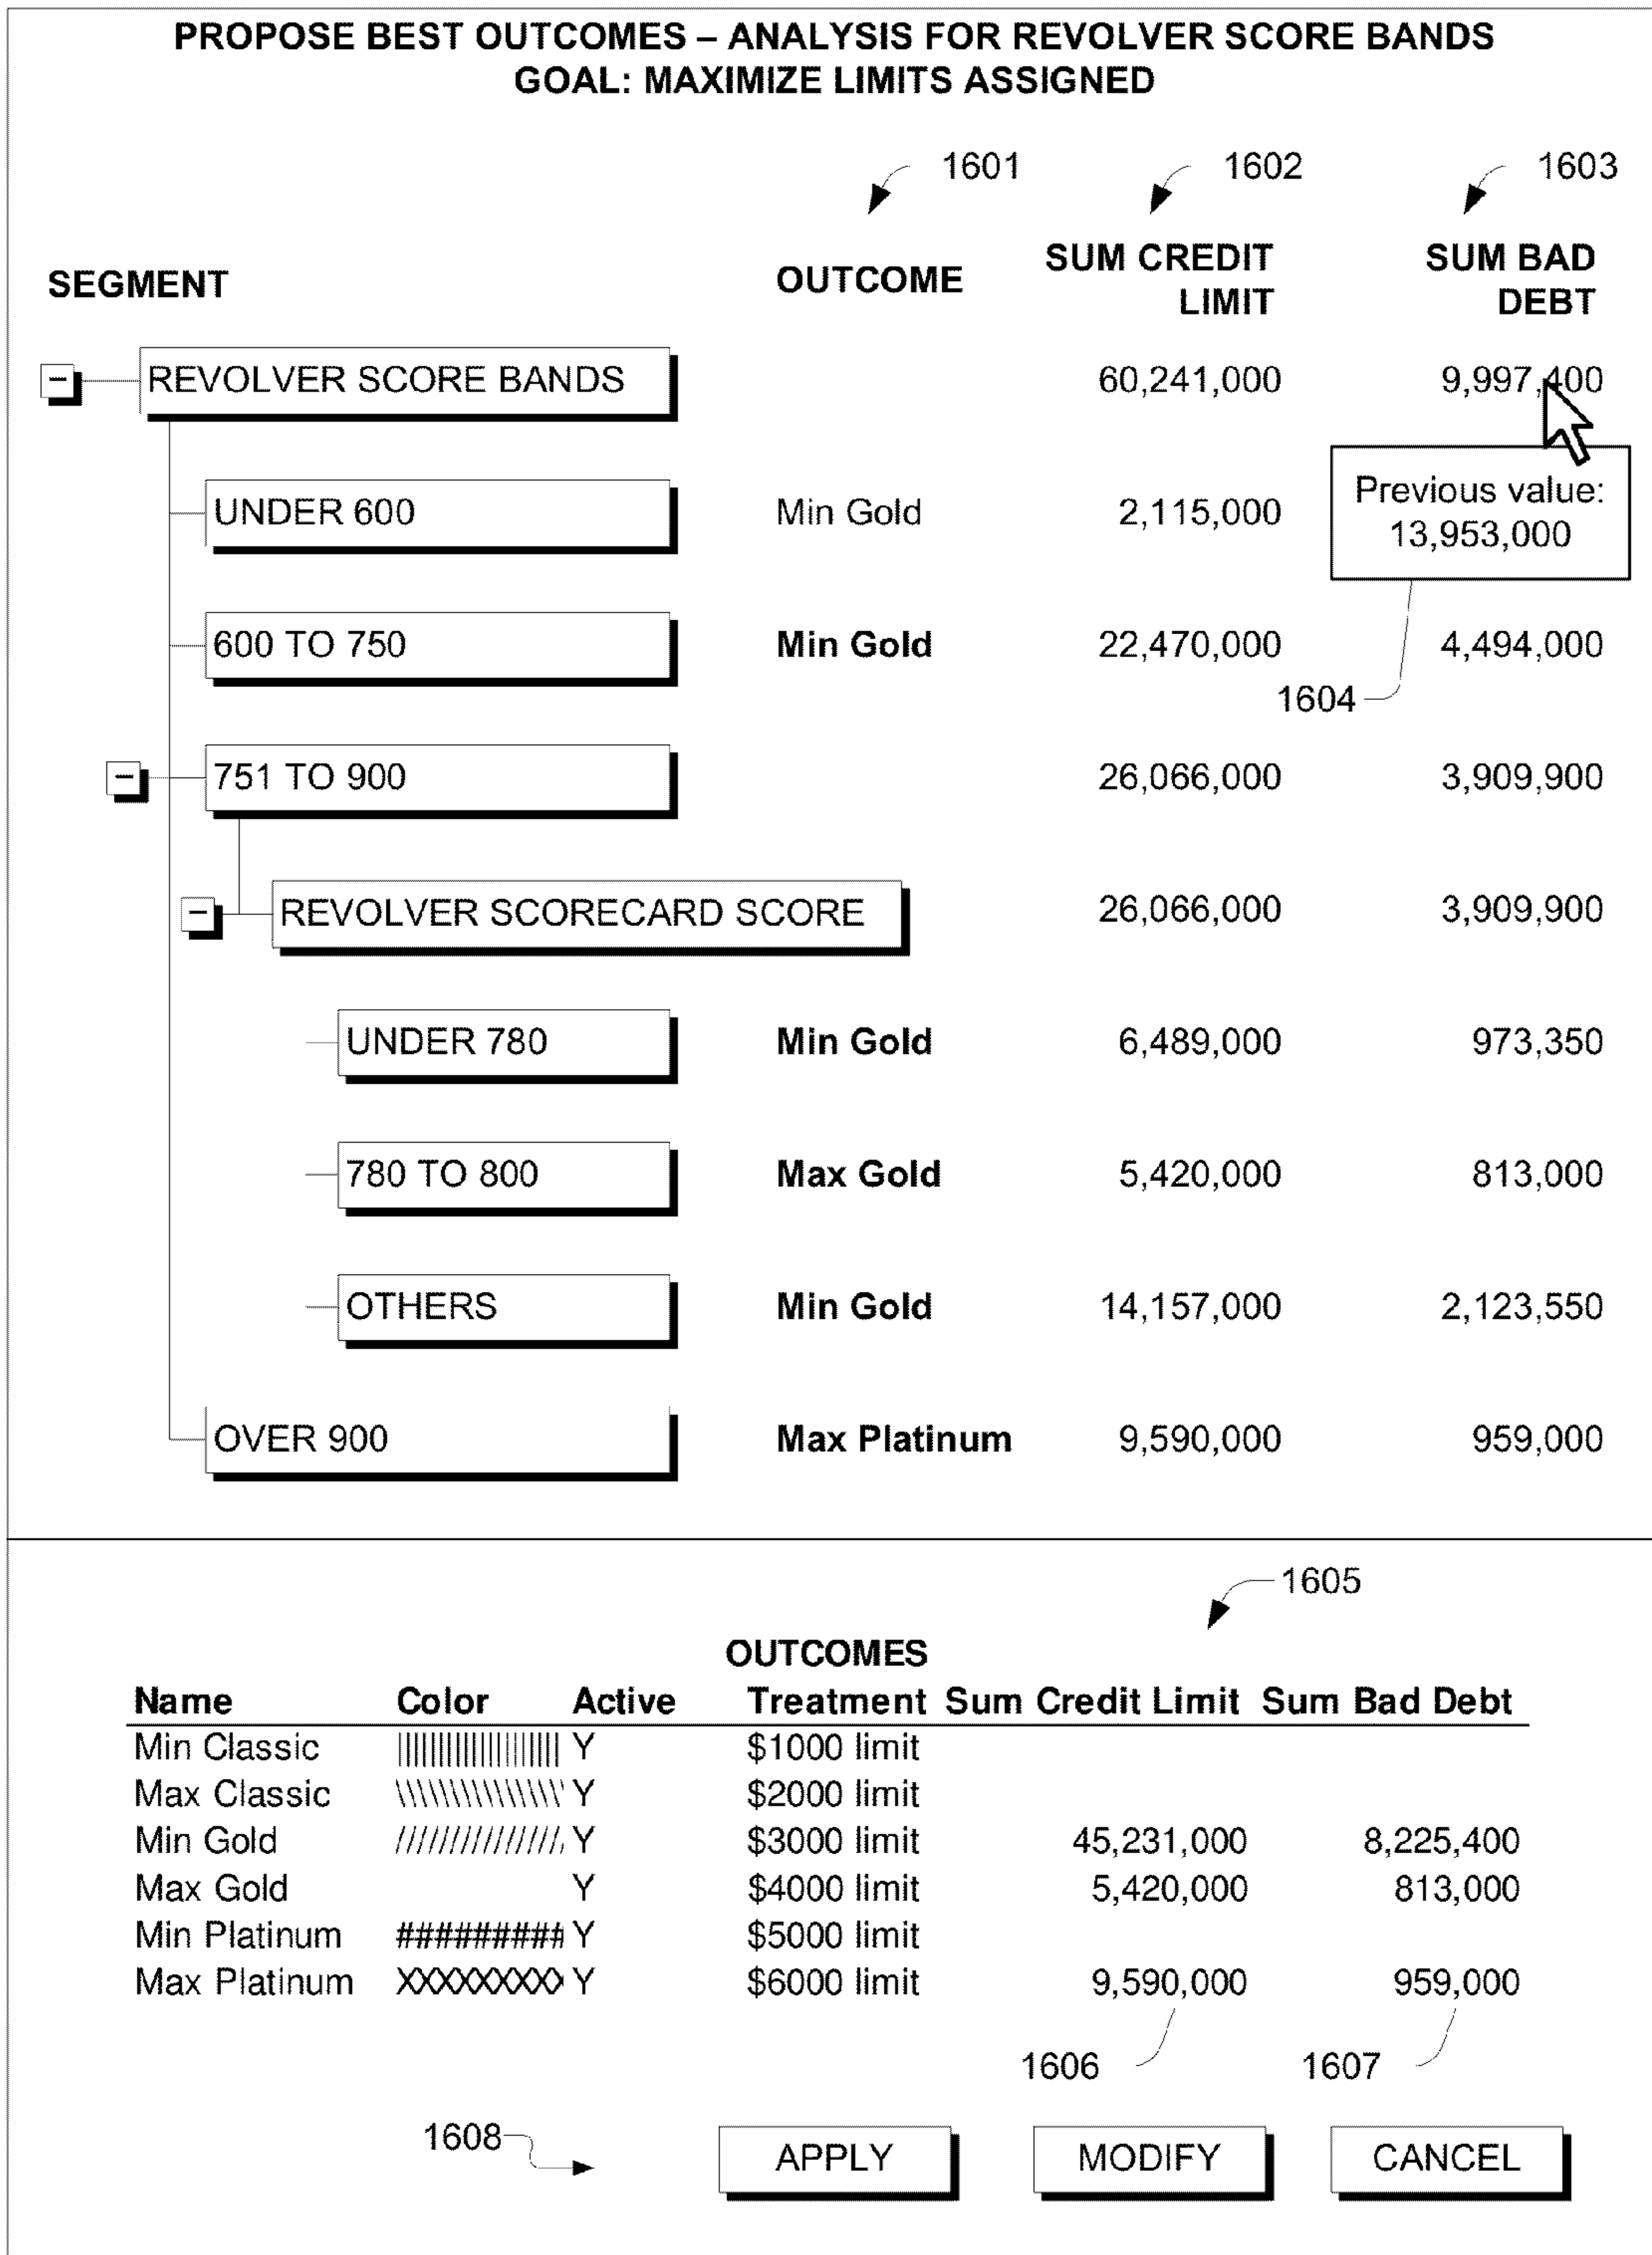 PROPOSE BEST OUTCOMES – ANALYSIS FOR REVOLVER SCORE BANDS
GOAL: MAXIMIZE LIMITS ASSIGNED
1601 1602 1603
SEGMENT OUTCOME SUM CREDIT LIMIT SUM BAD DEBT
REVOLVER SCORE BANDS 60,241,000 9,997,400
Previous value:
13,953,000
UNDER 600 Min Gold 2,115,000
600 TO 750 Min Gold 22,470,000 4,494,000
1604
751 TO 900 26,066,000 3,909,900
REVOLVER SCORECARD SCORE 26,066,000 3,909,900
UNDER 780 Min Gold 6,489,000 973,350
780 TO 800 Max Gold 5,420,000 813,000
OTHERS Min Gold 14,157,000 2,123,550
OVER 900 Max Platinum 9,590,000 959,000
1605
OUTCOMES
Name Color Active Treatment Sum Credit Limit Sum Bad Debt
Min Classic |||||||||||||||||| Y $1000 limit
Max Classic \\\\\\\\\\\\\\ Y $2000 limit
Min Gold ////////////// Y $3000 limit 45,231,000 8,225,400
Max Gold Y $4000 limit 5,420,000 813,000
Min Platinum ######### Y $5000 limit
Max Platinum XXXXXXXXX Y $6000 limit 9,590,000 959,000
1606 1607
1608 APPLY MODIFY CANCEL